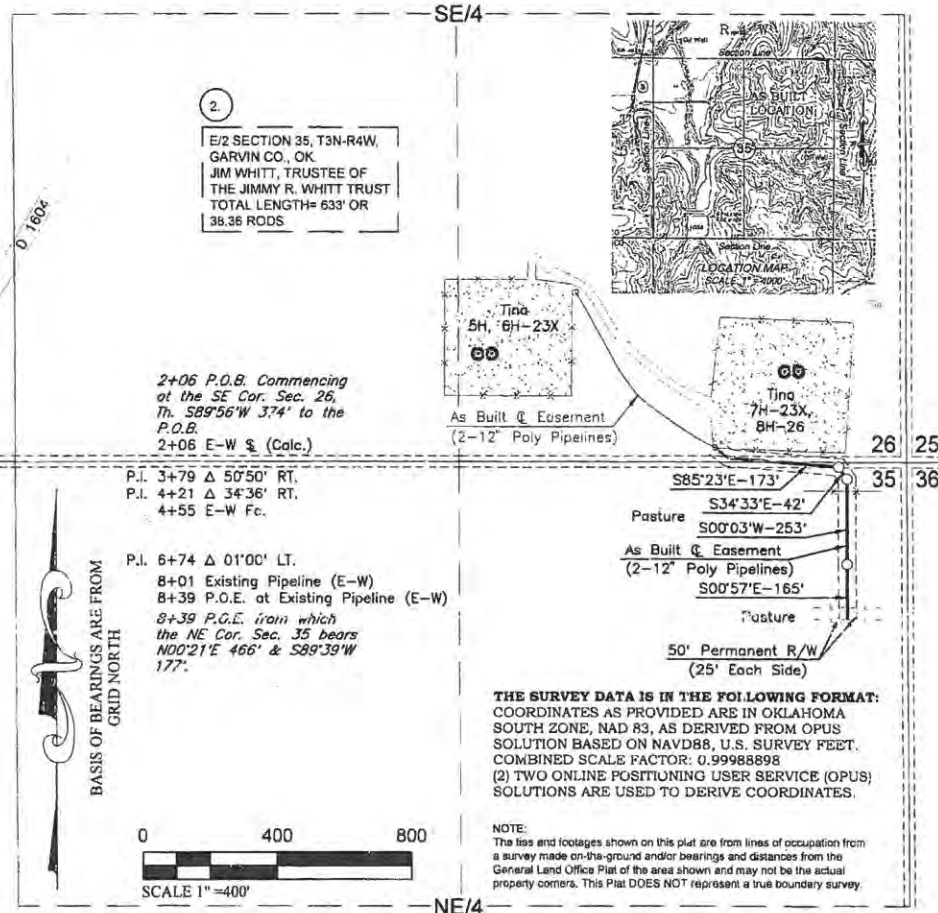 SE/4
2.
E/2 SECTION 35, T3N-R4W,
GARVIN CO., OK
JIM WHITT, TRUSTEE OF
THE JIMMY R. WHITT TRUST
TOTAL LENGTH= 633' OR
38.36 RODS
D 1604
Oil Well
Section Line
AS BUILT
LOCATION
Section Line
Section Line
35
Section Line
LOCATION MAP
SCALE 1"=4000'
Tina
5H, 6H-23X
Tina
7H-23X,
8H-26
As Built ℄ Easement
(2-12" Poly Pipelines)
2+06 P.O.B. Commencing
at the SE Cor. Sec. 26,
Th. S89°56'W 374' to the
P.O.B.
2+06 E-W (Calc.)
26 25
35 36
P.I. 3+79 Δ 50°50' RT.
P.I. 4+21 Δ 34°36' RT.
4+55 E-W Fc.
P.I. 6+74 Δ 01°00' LT.
8+01 Existing Pipeline (E-W)
8+39 P.O.E. at Existing Pipeline (E-W)
8+39 P.O.E. from which
the NE Cor. Sec. 35 bears
N00°21'E 466' & S89°39'W
177'.
S85°23'E-173'
S34°33'E-42'
Pasture
S00°03'W-253'
As Built ℄ Easement
(2-12" Poly Pipelines)
S00°57'E-165'
Pasture
50' Permanent R/W
(25' Each Side)
BASIS OF BEARINGS ARE FROM
GRID NORTH
THE SURVEY DATA IS IN THE FOLLOWING FORMAT:
COORDINATES AS PROVIDED ARE IN OKLAHOMA
SOUTH ZONE, NAD 83, AS DERIVED FROM OPUS
SOLUTION BASED ON NAVD88, U.S. SURVEY FEET.
COMBINED SCALE FACTOR: 0.99988898
(2) TWO ONLINE POSITIONING USER SERVICE (OPUS)
SOLUTIONS ARE USED TO DERIVE COORDINATES.
0 400 800
SCALE 1" =400'
NOTE:
The ties and footages shown on this plat are from lines of occupation from
a survey made on-the-ground and/or bearings and distances from the
General Land Office Plat of the area shown and may not be the actual
property corners. This Plat DOES NOT represent a true boundary survey.
NE/4